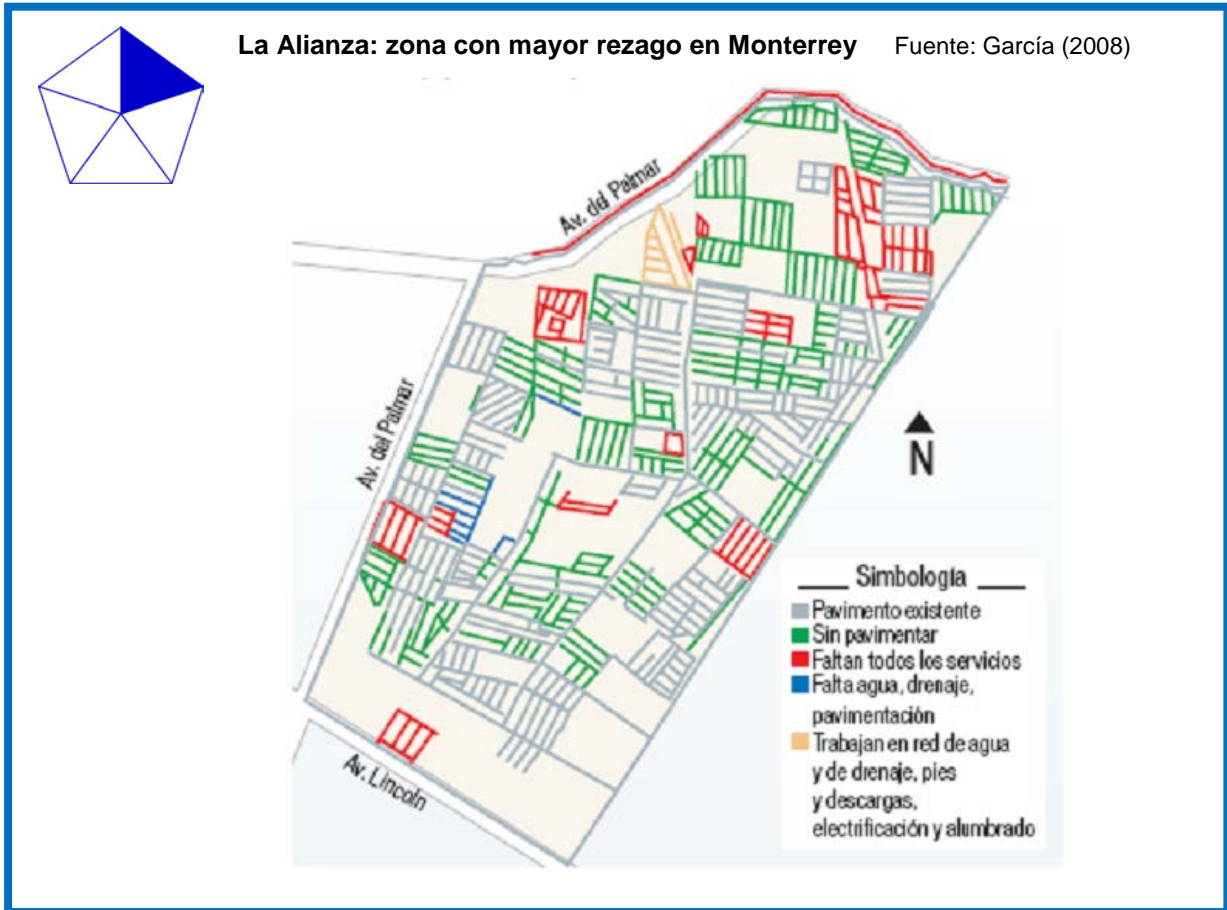 La Alianza: zona con mayor rezago en Monterrey Fuente: García (2008)
Av. del Palmar
Av. del Palmar
N
Simbología
Pavimento existente
Sin pavimentar
Faltan todos los servicios
Falta agua, drenaje,
pavimentación
Trabajan en red de agua
y de drenaje, pies
y descargas,
electrificación y alumbrado
Av. Lincoln